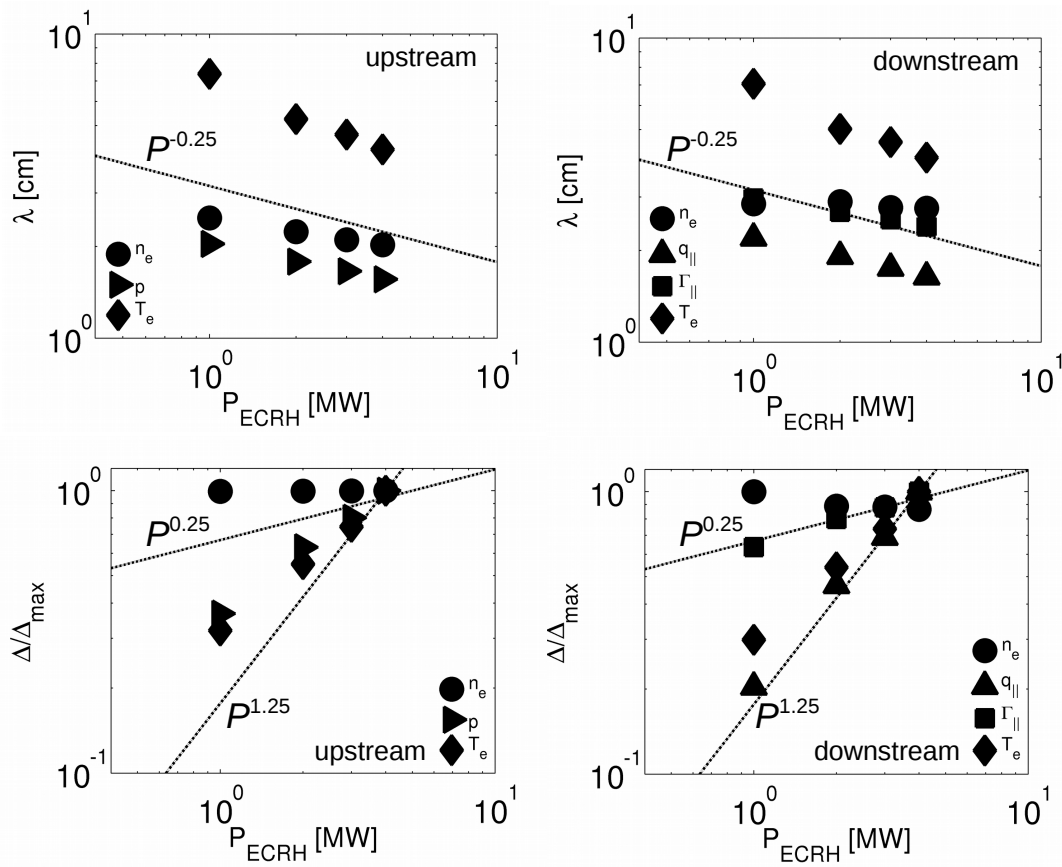 10^1
upstream
P^-0.25
λ [cm]
n_e
p
T_e
10^0
10^0
10^1
P_ECRH [MW]
10^1
downstream
P^-0.25
λ [cm]
n_e
q_||
Γ_||
T_e
10^0
10^0
10^1
P_ECRH [MW]
10^0
P^0.25
Δ/Δ_max
P^1.25
n_e
p
T_e
upstream
10^-1
10^0
10^1
P_ECRH [MW]
10^0
P^0.25
Δ/Δ_max
P^1.25
n_e
q_||
Γ_||
T_e
downstream
10^-1
10^0
10^1
P_ECRH [MW]